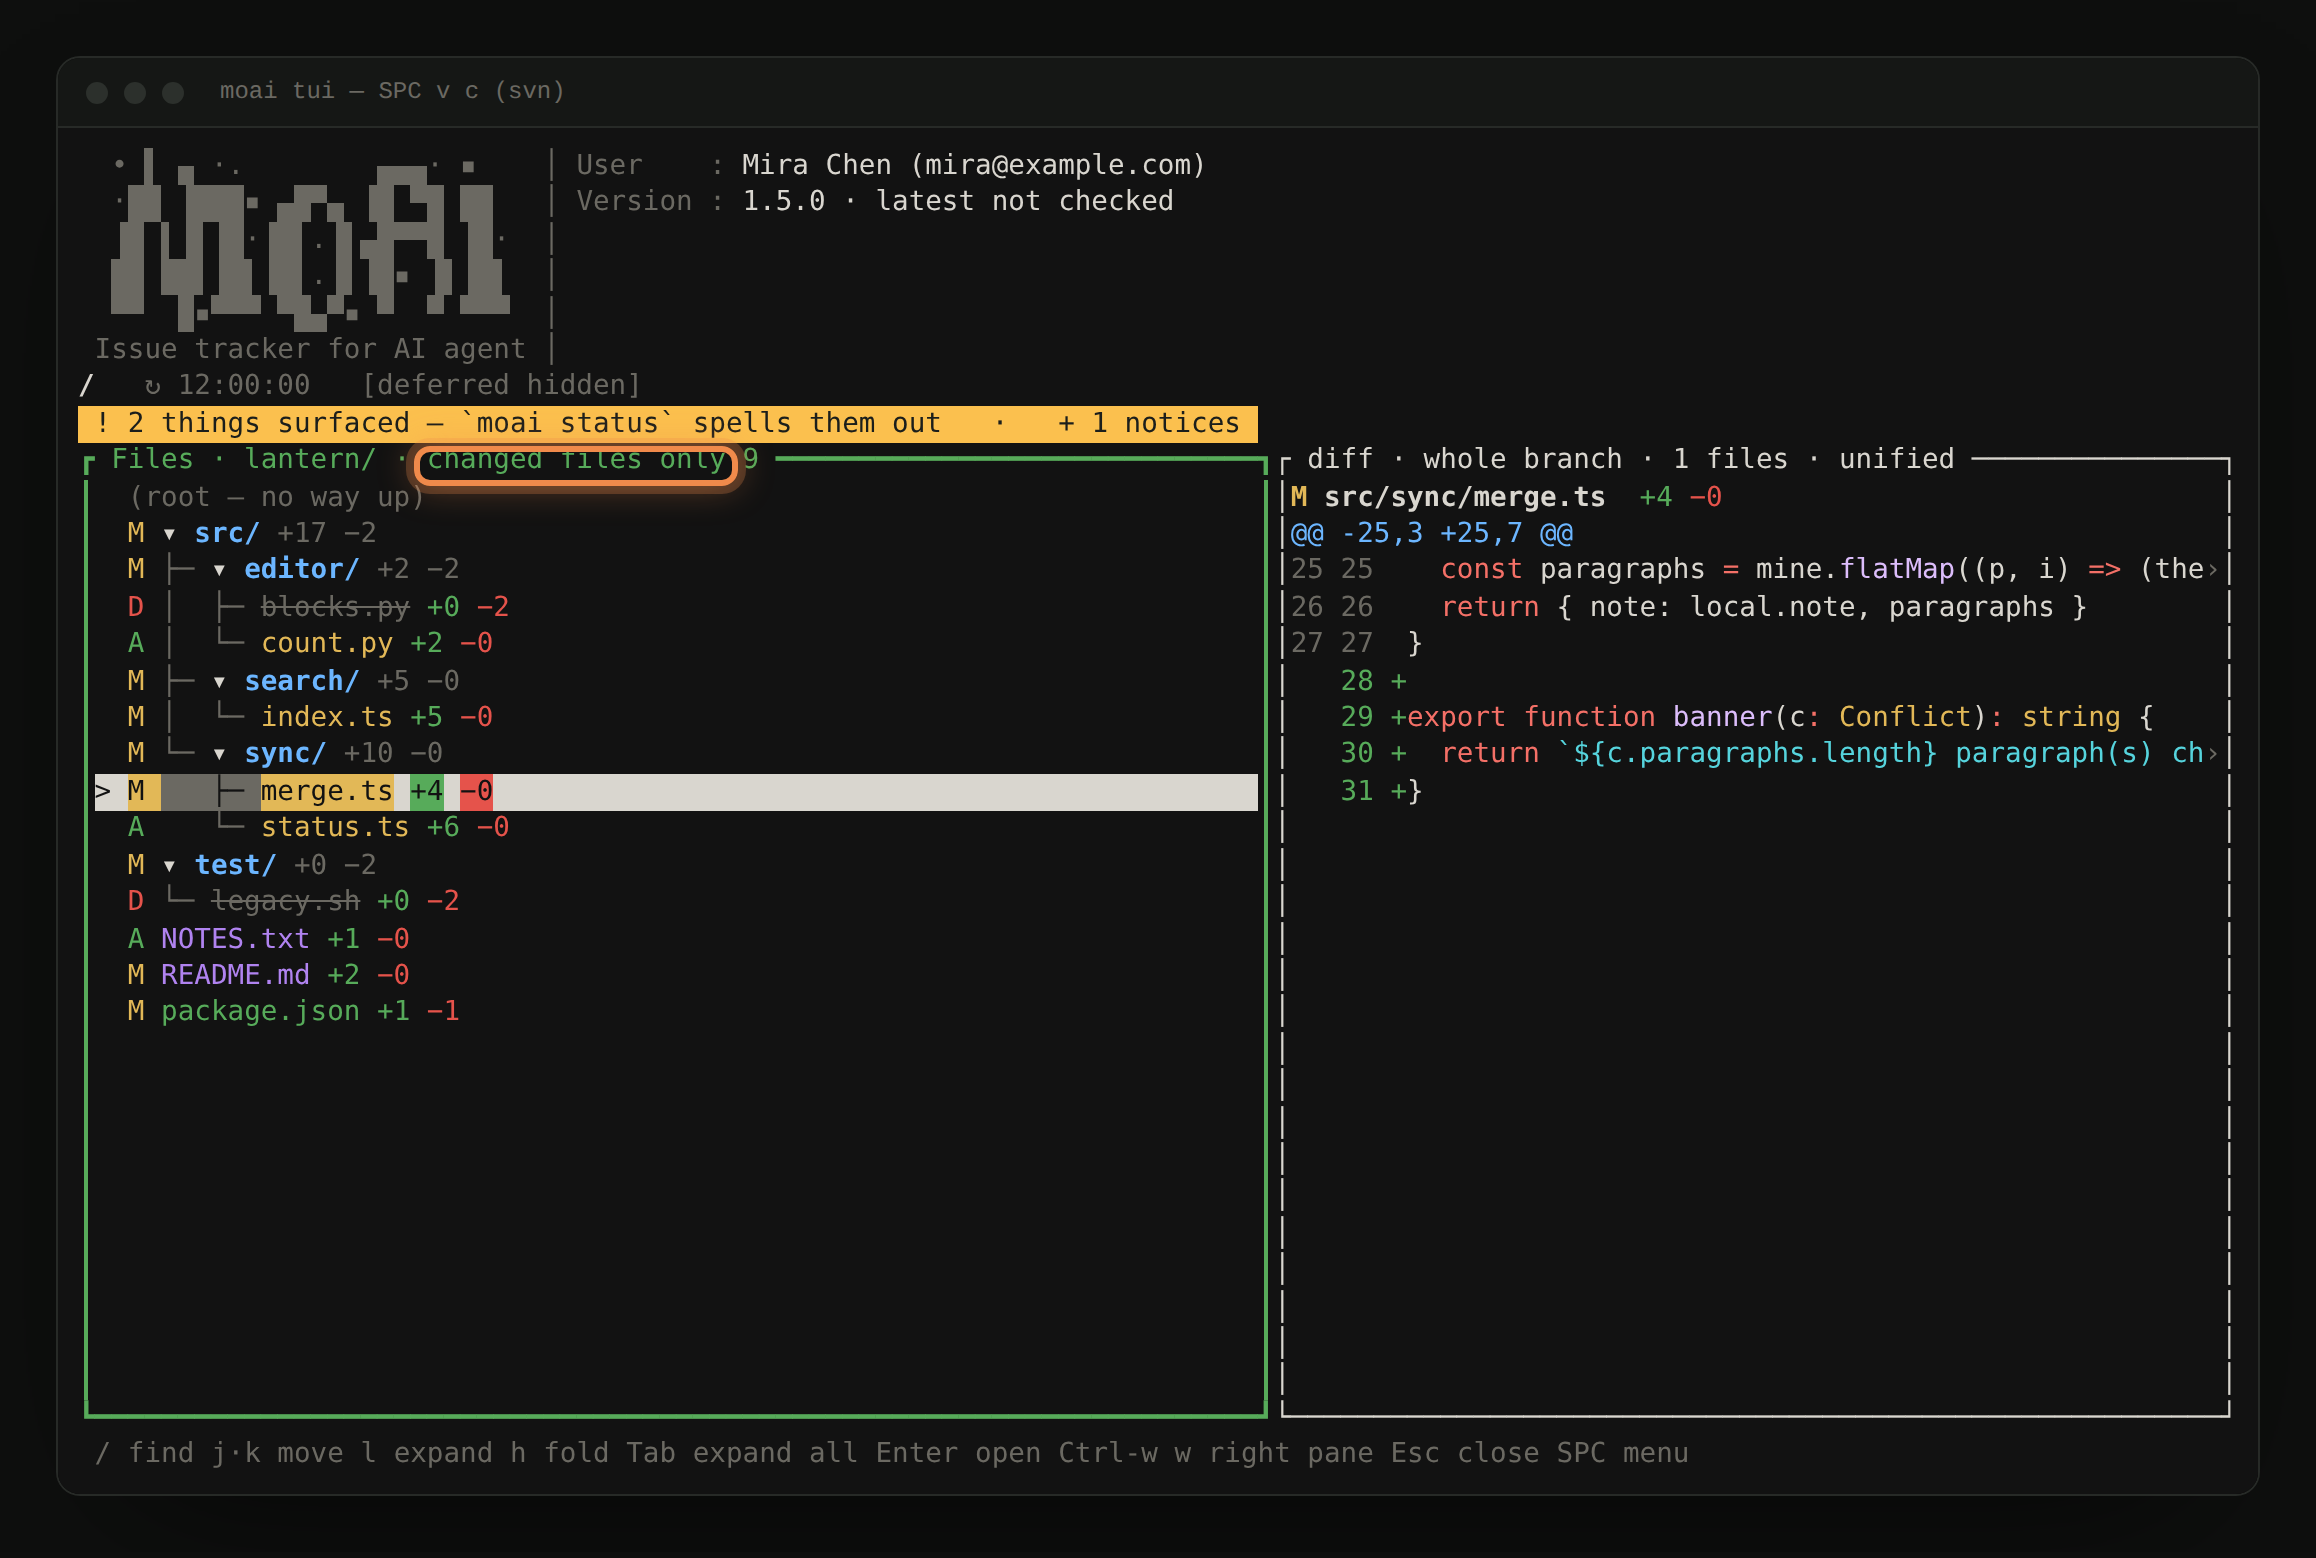 moai tui — SPC v c (svn)
MOAI
User    : Mira Chen (mira@example.com)
Version : 1.5.0 · latest not checked
Issue tracker for AI agent
/   ↻ 12:00:00   [deferred hidden]
! 2 things surfaced — `moai status` spells them out   ·   + 1 notices
Files · lantern/ · changed files only 9
(root — no way up)
M ▾ src/ +17 −2
M ├─ ▾ editor/ +2 −2
D │  ├─ blocks.py +0 −2
A │  └─ count.py +2 −0
M ├─ ▾ search/ +5 −0
M │  └─ index.ts +5 −0
M └─ ▾ sync/ +10 −0
> M    ├─ merge.ts +4 −0
A    └─ status.ts +6 −0
M ▾ test/ +0 −2
D └─ legacy.sh +0 −2
A NOTES.txt +1 −0
M README.md +2 −0
M package.json +1 −1
diff · whole branch · 1 files · unified
M src/sync/merge.ts  +4 −0
@@ -25,3 +25,7 @@
25 25    const paragraphs = mine.flatMap((p, i) => (the›
26 26    return { note: local.note, paragraphs }
27 27  }
28 +
29 +export function banner(c: Conflict): string {
30 +  return `${c.paragraphs.length} paragraph(s) ch›
31 +}
/ find j·k move l expand h fold Tab expand all Enter open Ctrl-w w right pane Esc close SPC menu